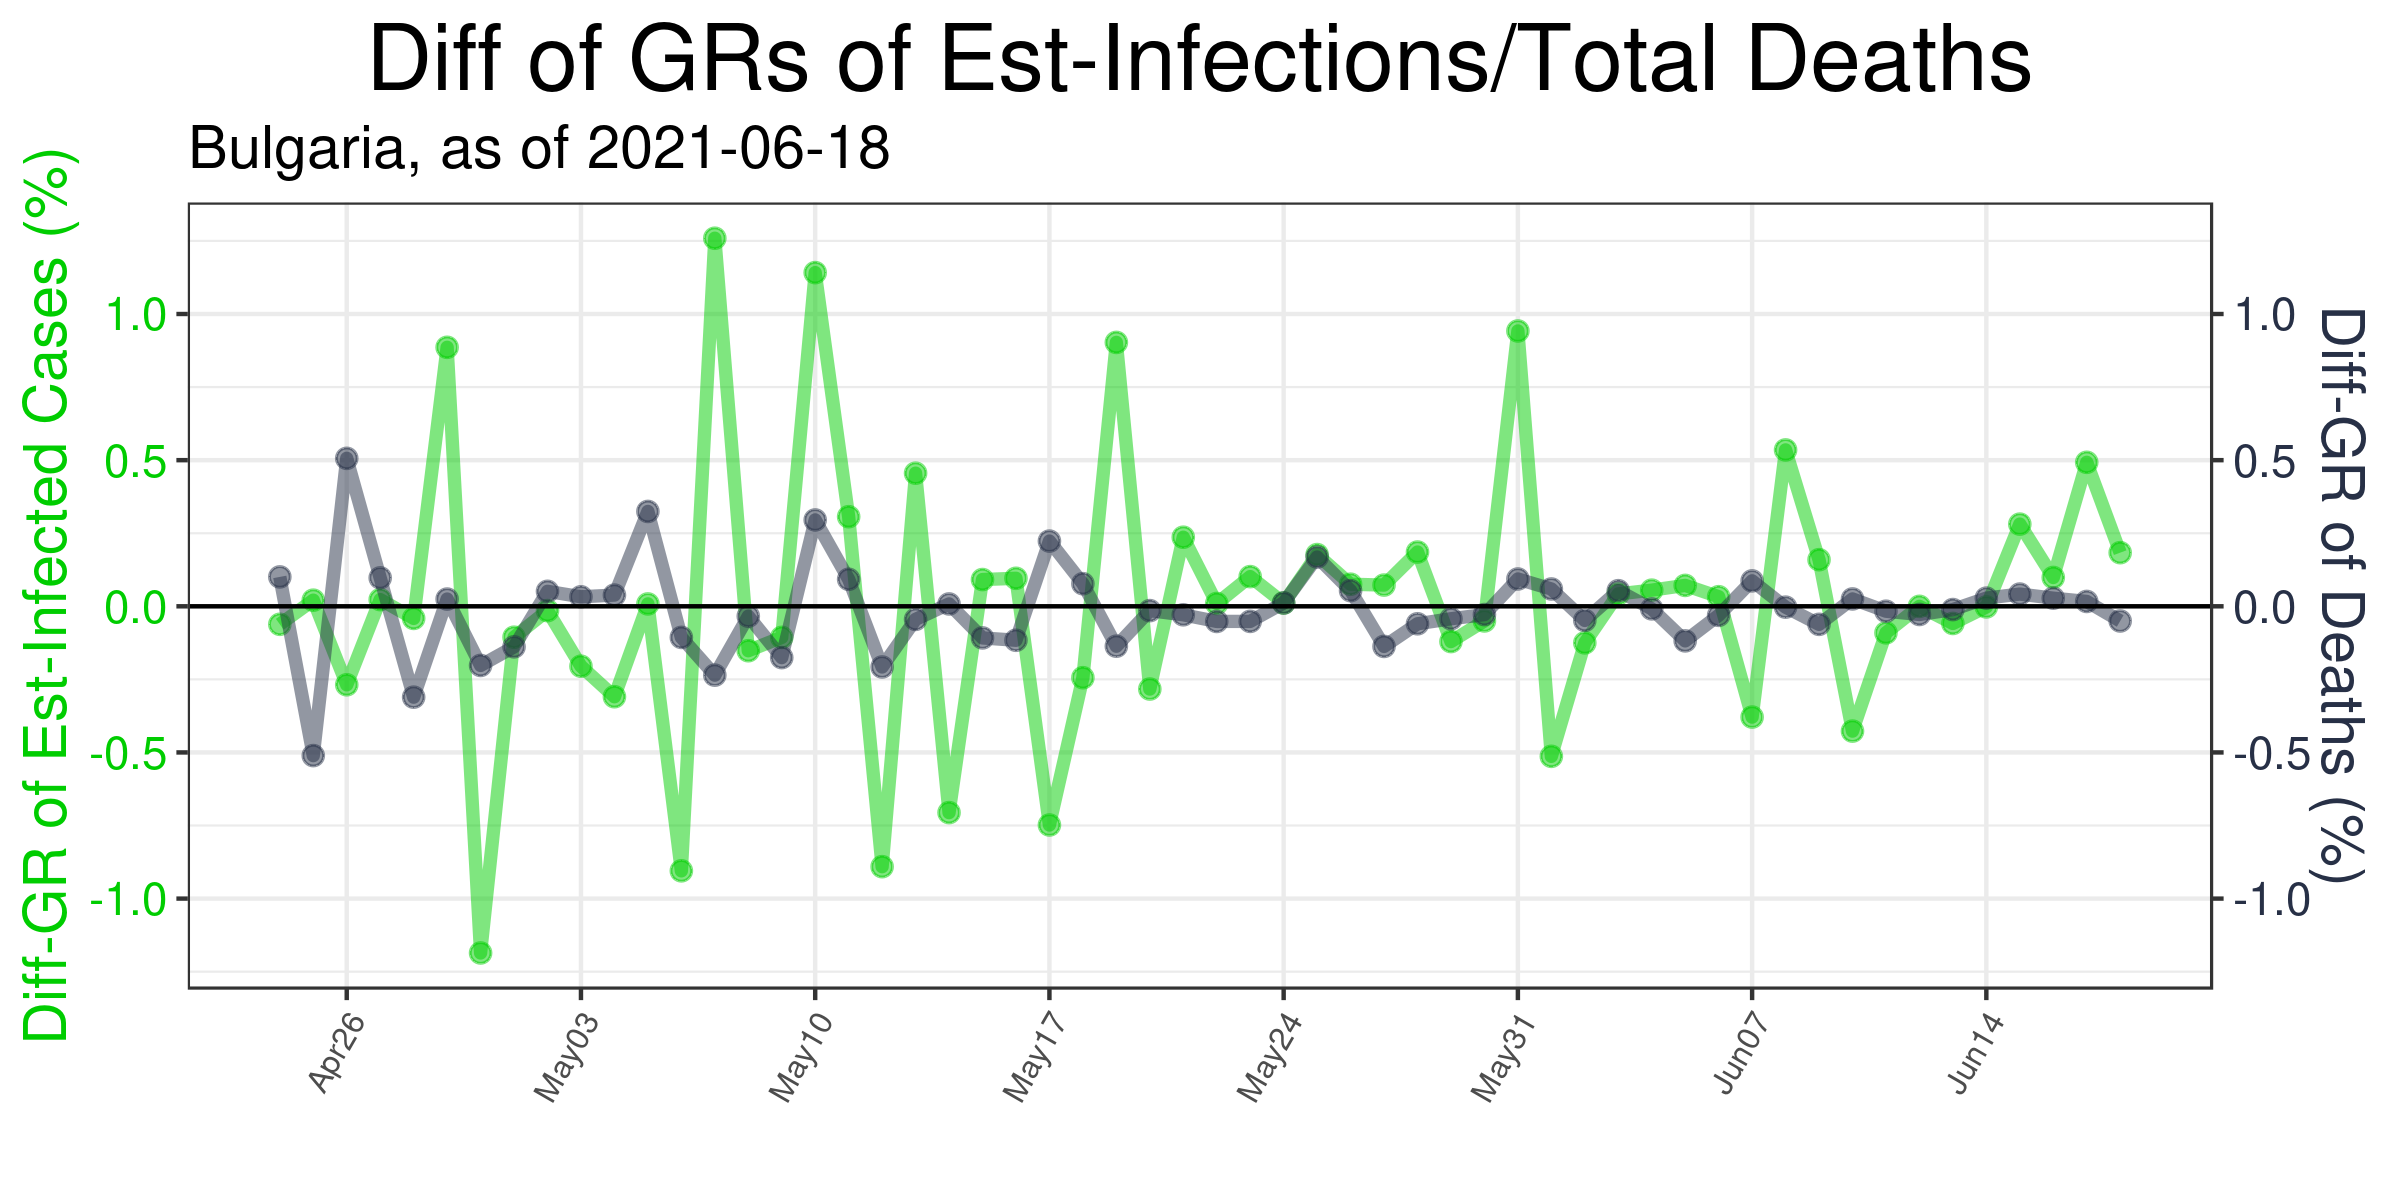 Diff of GRs of Est-Infections/Total Deaths
Bulgaria, as of 2021-06-18
Diff-GR of Est-Infected Cases (%)
1.0
0.5
0.0
-0.5
-1.0
1.0
0.5
0.0
-0.5
-1.0
Diff-GR of Deaths (%)
Apr26
May03
May10
May17
May24
May31
Jun07
Jun14